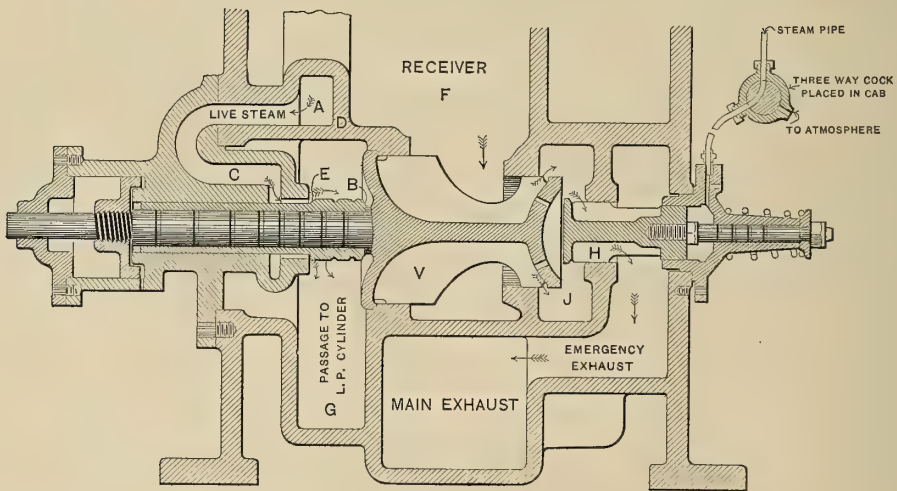 STEAM PIPE
RECEIVER
F
THREE WAY COCK
PLACED IN CAB
LIVE STEAM
A
D
TO ATMOSPHERE
C
E
B
V
H
J
PASSAGE TO
L.P. CYLINDER
G
EMERGENCY
EXHAUST
MAIN EXHAUST